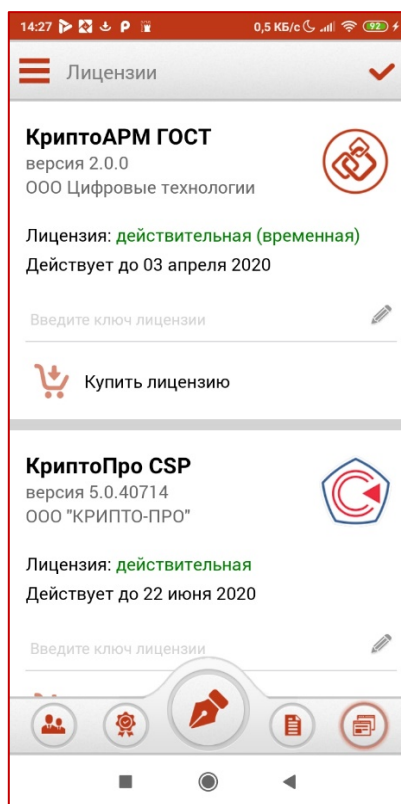 14:27 0,5 КБ/с 92
Лицензии
КриптоАРМ ГОСТ
версия 2.0.0
ООО Цифровые технологии
Лицензия: действительная (временная)
Действует до 03 апреля 2020
Введите ключ лицензии
Купить лицензию
КриптоПро CSP
версия 5.0.40714
ООО "КРИПТО-ПРО"
Лицензия: действительная
Действует до 22 июня 2020
Введите ключ лицензии